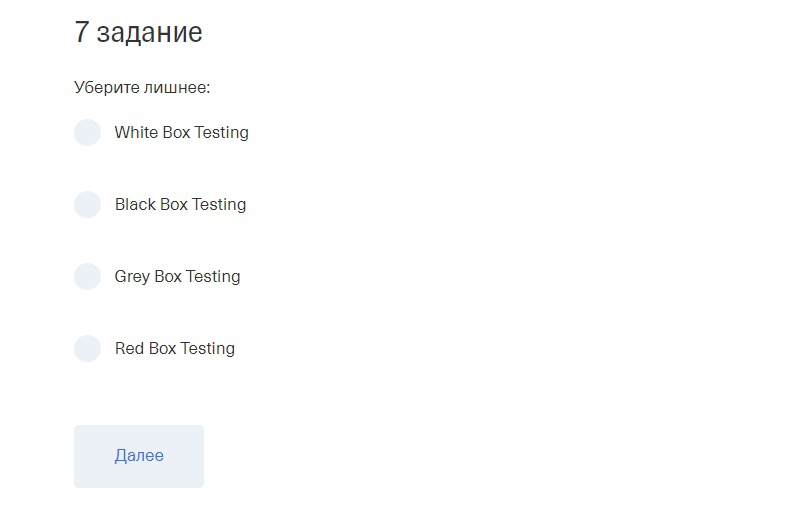 7 задание
Уберите лишнее:
White Box Testing
Black Box Testing
Grey Box Testing
Red Box Testing
Далее